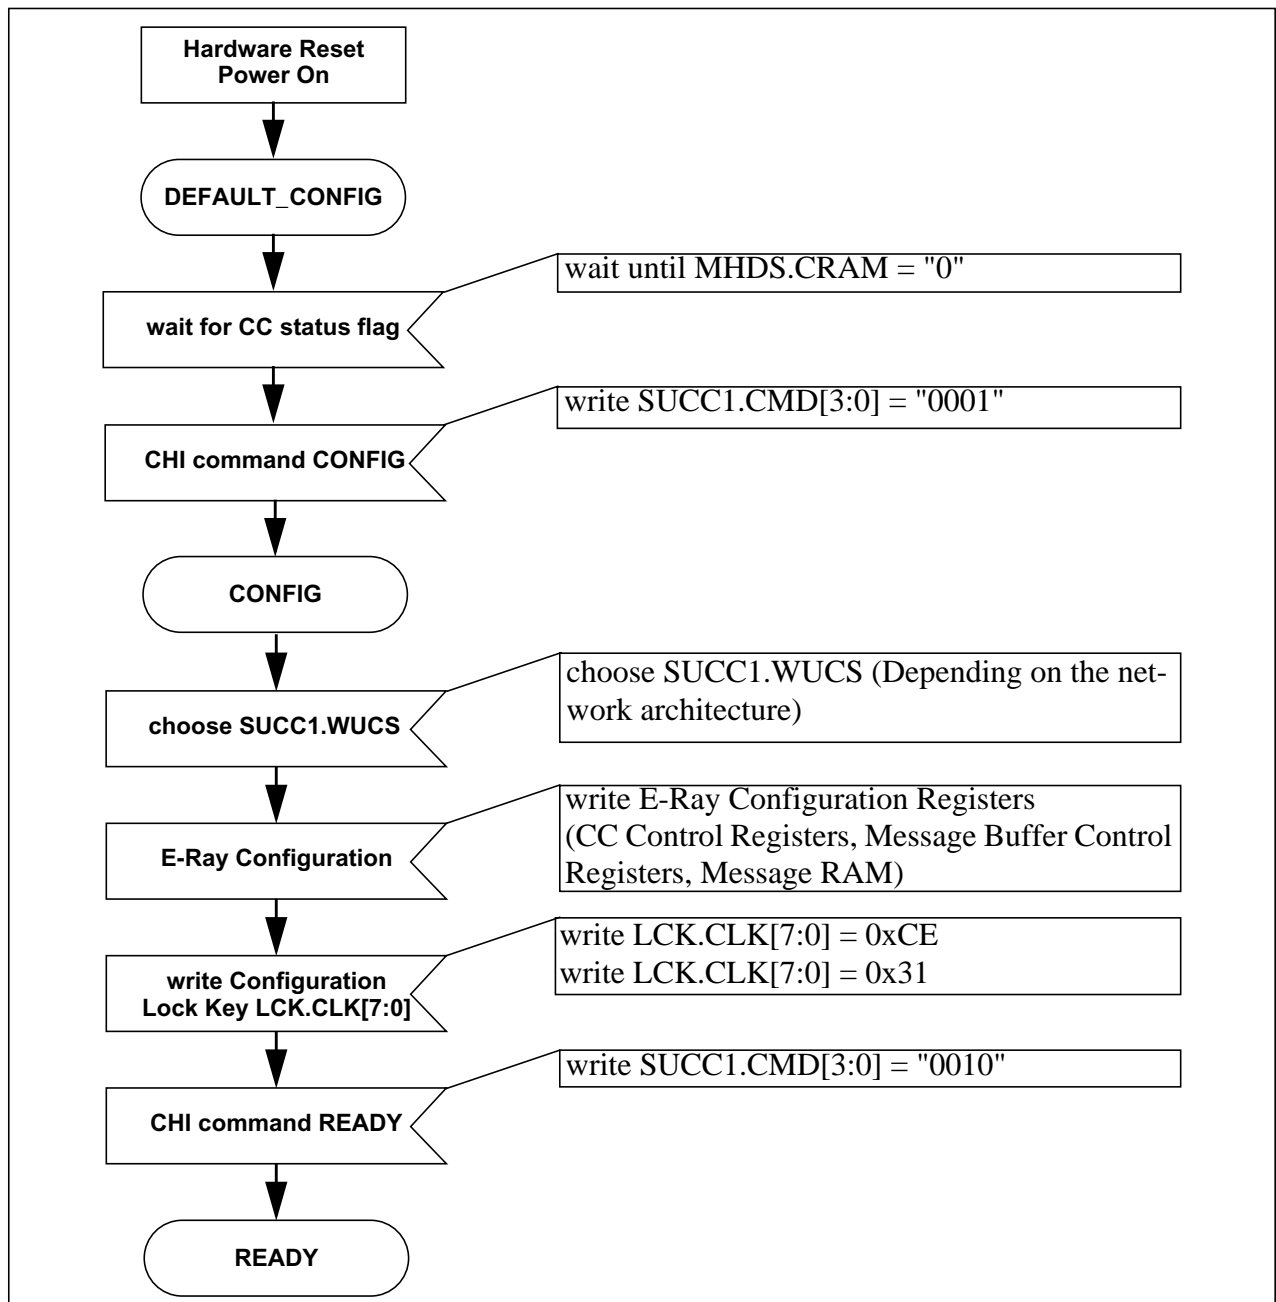 Hardware Reset
Power On
DEFAULT_CONFIG
wait until MHDS.CRAM = "0"
wait for CC status flag
write SUCC1.CMD[3:0] = "0001"
CHI command CONFIG
CONFIG
choose SUCC1.WUCS (Depending on the net-
work architecture)
choose SUCC1.WUCS
write E-Ray Configuration Registers
(CC Control Registers, Message Buffer Control
Registers, Message RAM)
E-Ray Configuration
write LCK.CLK[7:0] = 0xCE
write LCK.CLK[7:0] = 0x31
write Configuration
Lock Key LCK.CLK[7:0]
write SUCC1.CMD[3:0] = "0010"
CHI command READY
READY